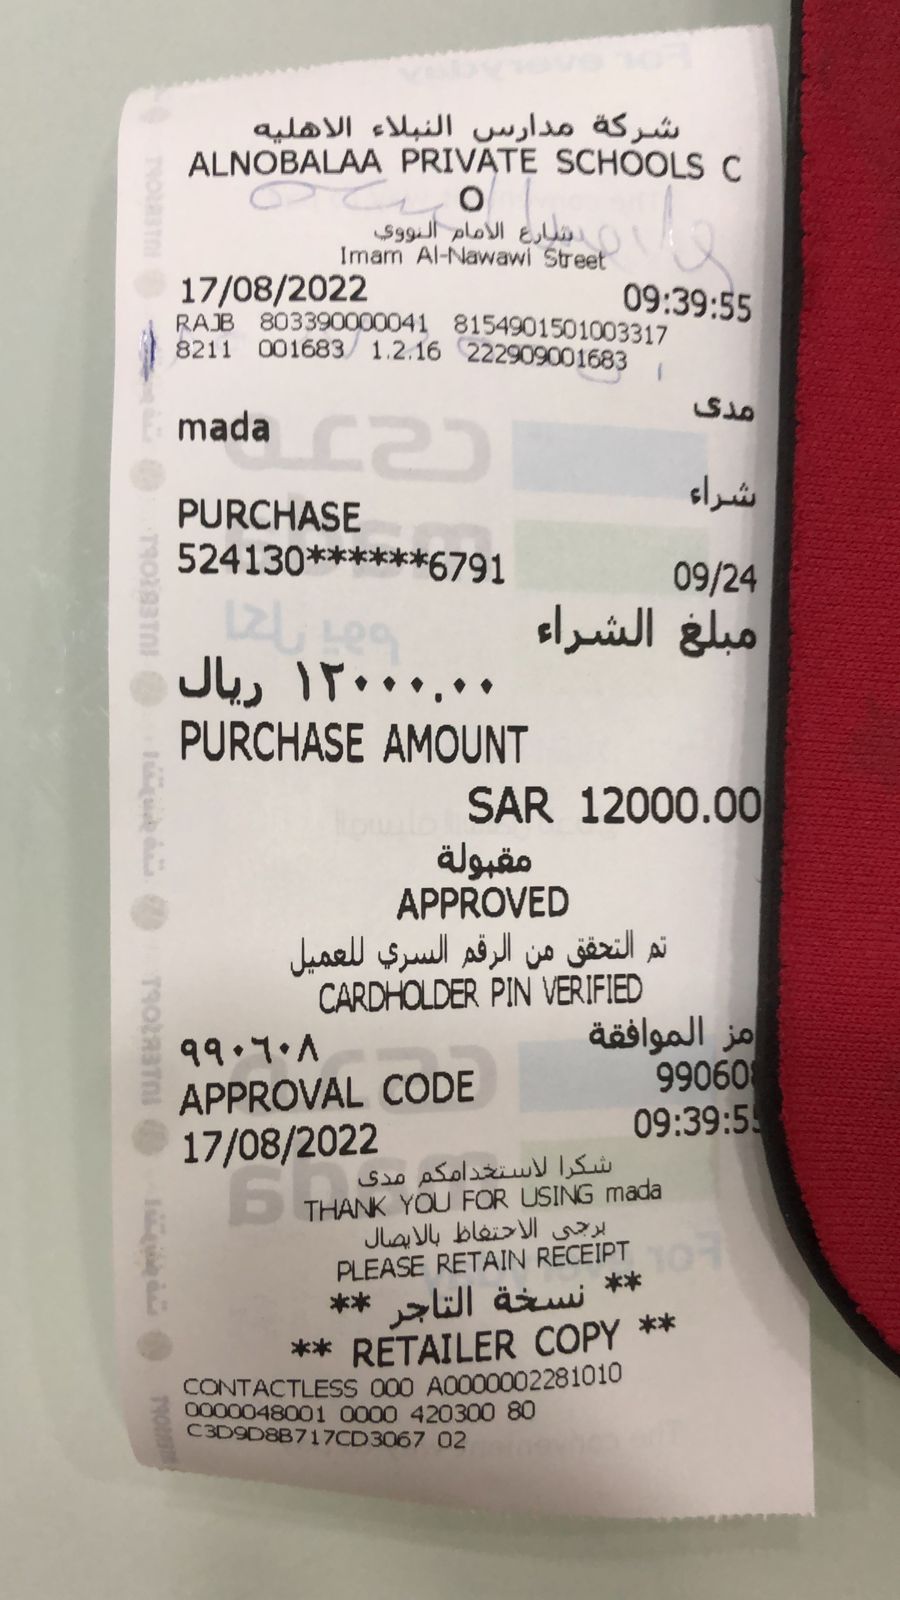 شركة مدارس النبلاء الاهليه
ALNOBALAA PRIVATE SCHOOLS C
O
شارع الامام النووي
Imam Al-Nawawi Street
17/08/2022 09:39:55
RAJB 803390000041 8154901501003317
8211 001683 1.2.16 222909001683
مدى
mada
شراء
PURCHASE
524130******6791 09/24
مبلغ الشراء
١٢٠٠٠.٠٠ ريال
PURCHASE AMOUNT
SAR 12000.00
مقبولة
APPROVED
تم التحقق من الرقم السري للعميل
CARDHOLDER PIN VERIFIED
مز الموافقة ٩٩٠٦٠٨
APPROVAL CODE 99060
17/08/2022 09:39:5
شكرا لاستخدامكم مدى
THANK YOU FOR USING mada
يرجى الاحتفاظ بالايصال
PLEASE RETAIN RECEIPT
** نسخة التاجر **
** RETAILER COPY **
CONTACTLESS 000 A0000002281010
0000048001 0000 420300 80
C3D9D8B717CD3067 02